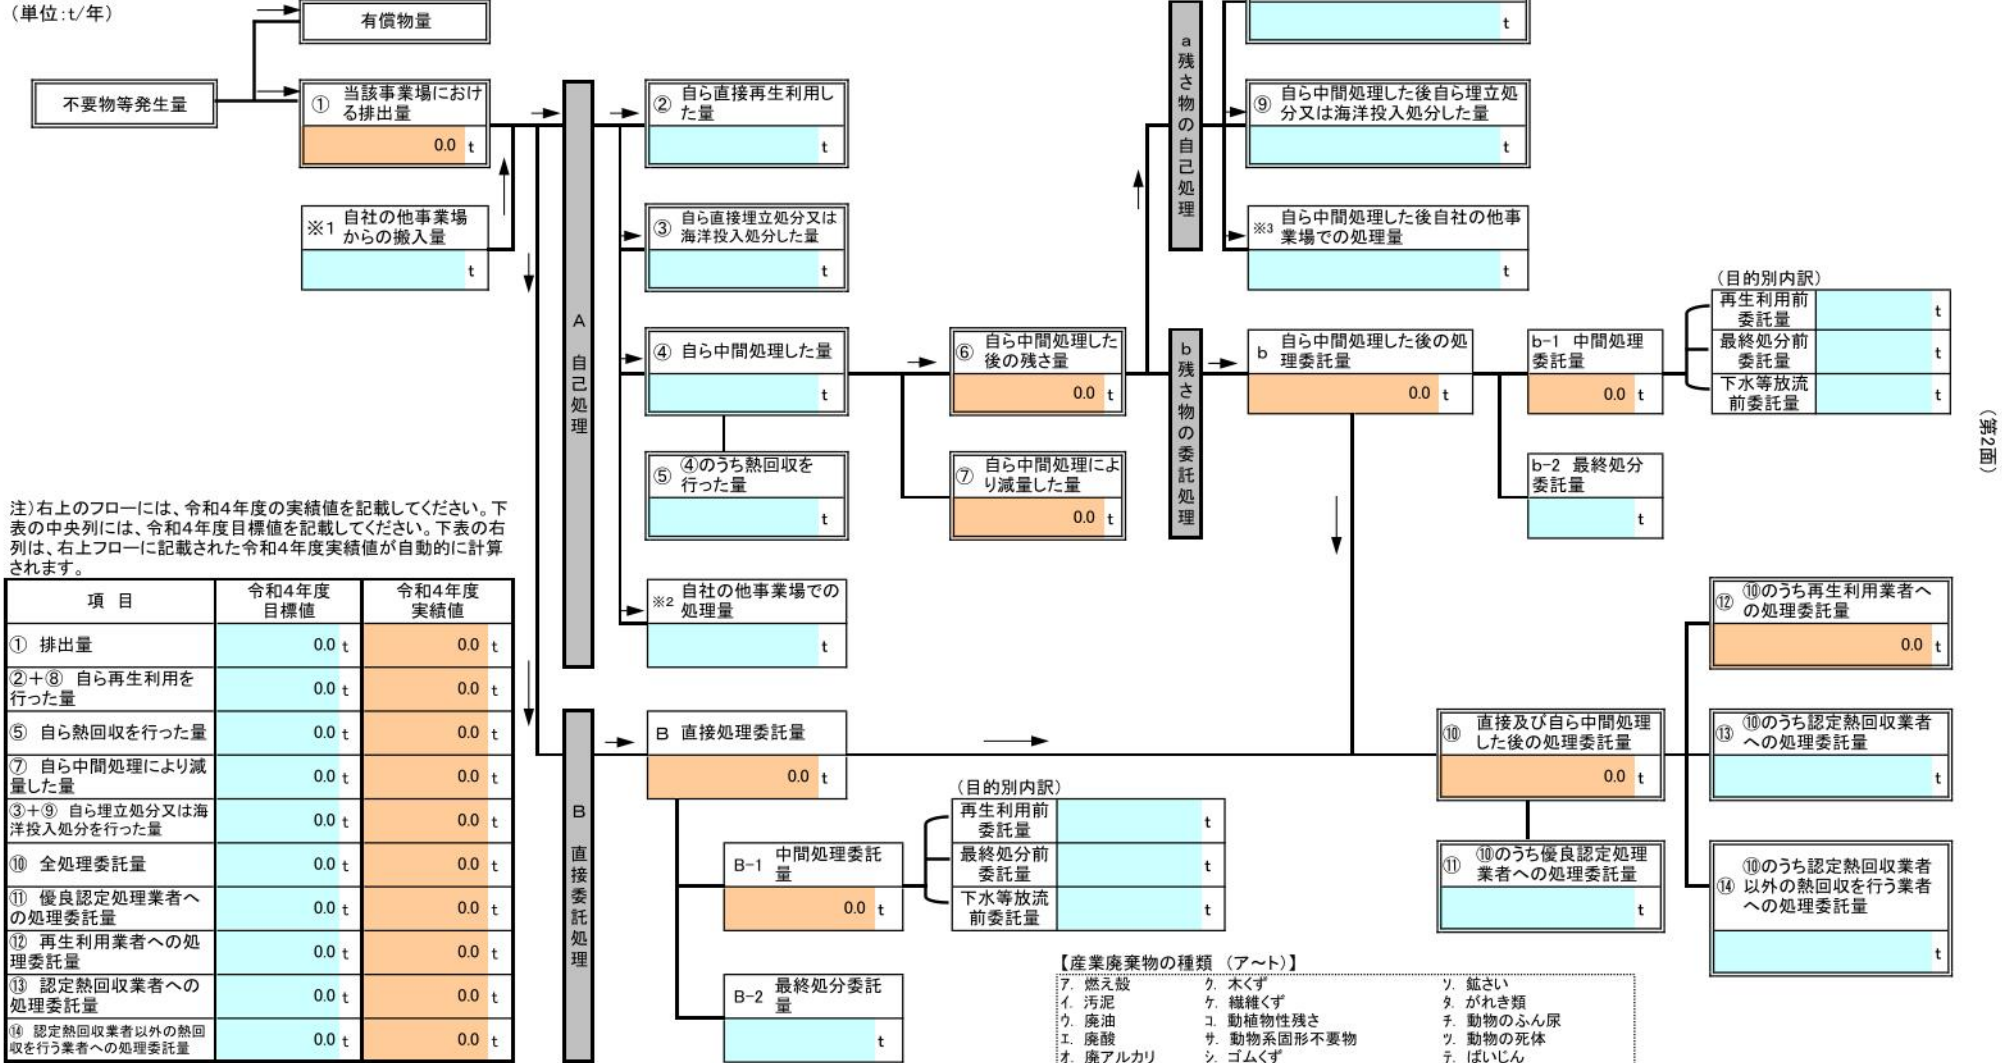 (単位:t/年)
有償物量
不要物等発生量
①
当該事業場におけ
る排出量
0.0 t
※1
自社の他事業場
からの搬入量
t
A
自己処理
②
自ら直接再生利用し
た量
t
③
自ら直接埋立処分又は
海洋投入処分した量
t
④ 自ら中間処理した量
t
⑤
④のうち熱回収を
行った量
t
※2
自社の他事業場での
処理量
t
⑥
自ら中間処理した
後の残さ量
0.0 t
⑦
自ら中間処理によ
り減量した量
0.0 t
a
残さ物の自己処理
t
⑨
自ら中間処理した後自ら埋立処
分又は海洋投入処分した量
t
※3
自ら中間処理した後自社の他事
業場での処理量
t
b
残さ物の委託処理
b
自ら中間処理した後の処
理委託量
0.0 t
b-1 中間処理
委託量
0.0 t
(目的別内訳)
再生利用前
委託量
t
最終処分前
委託量
t
下水等放流
前委託量
t
b-2 最終処分
委託量
t
(第2面)
注)右上のフローには、令和4年度の実績値を記載してください。下
表の中央列には、令和4年度目標値を記載してください。下表の右
列は、右上フローに記載された令和4年度実績値が自動的に計算
されます。
項 目
令和4年度
目標値
令和4年度
実績値
① 排出量
0.0 t
0.0 t
②+⑧ 自ら再生利用を
行った量
0.0 t
0.0 t
⑤ 自ら熱回収を行った量
0.0 t
0.0 t
⑦ 自ら中間処理により減
量した量
0.0 t
0.0 t
③+⑨ 自ら埋立処分又は海
洋投入処分を行った量
0.0 t
0.0 t
⑩ 全処理委託量
0.0 t
0.0 t
⑪ 優良認定処理業者へ
の処理委託量
0.0 t
0.0 t
⑫ 再生利用業者への処
理委託量
0.0 t
0.0 t
⑬ 認定熱回収業者への
処理委託量
0.0 t
0.0 t
⑭ 認定熱回収業者以外の熱回
収を行う業者への処理委託量
0.0 t
0.0 t
B
直接委託処理
B 直接処理委託量
0.0 t
B-1
中間処理委託
量
0.0 t
(目的別内訳)
再生利用前
委託量
t
最終処分前
委託量
t
下水等放流
前委託量
t
B-2
最終処分委託
量
t
⑩
直接及び自ら中間処理
した後の処理委託量
0.0 t
⑪
⑩のうち優良認定処理
業者への処理委託量
t
⑫
⑩のうち再生利用業者へ
の処理委託量
0.0 t
⑬
⑩のうち認定熱回収業者
への処理委託量
t
⑭
⑩のうち認定熱回収業者
以外の熱回収を行う業者
への処理委託量
t
【産業廃棄物の種類 (ア~ト)】
ア. 燃え殻
イ. 汚泥
ウ. 廃油
エ. 廃酸
オ. 廃アルカリ
ク. 木くず
ケ. 繊維くず
コ. 動植物性残さ
サ. 動物系固形不要物
シ. ゴムくず
ソ. 鉱さい
タ. がれき類
チ. 動物のふん尿
ツ. 動物の死体
テ. ばいじん